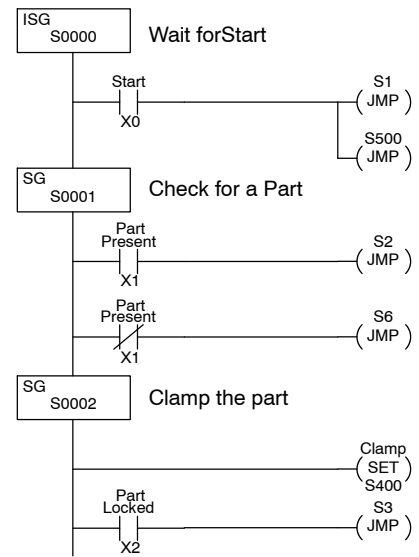 ISG
S0000
Wait forStart
Start
X0
S1
JMP
S500
JMP
SG
S0001
Check for a Part
Part
Present
X1
S2
JMP
Part
Present
X1
S6
JMP
SG
S0002
Clamp the part
Clamp
SET
S400
Part
Locked
X2
S3
JMP